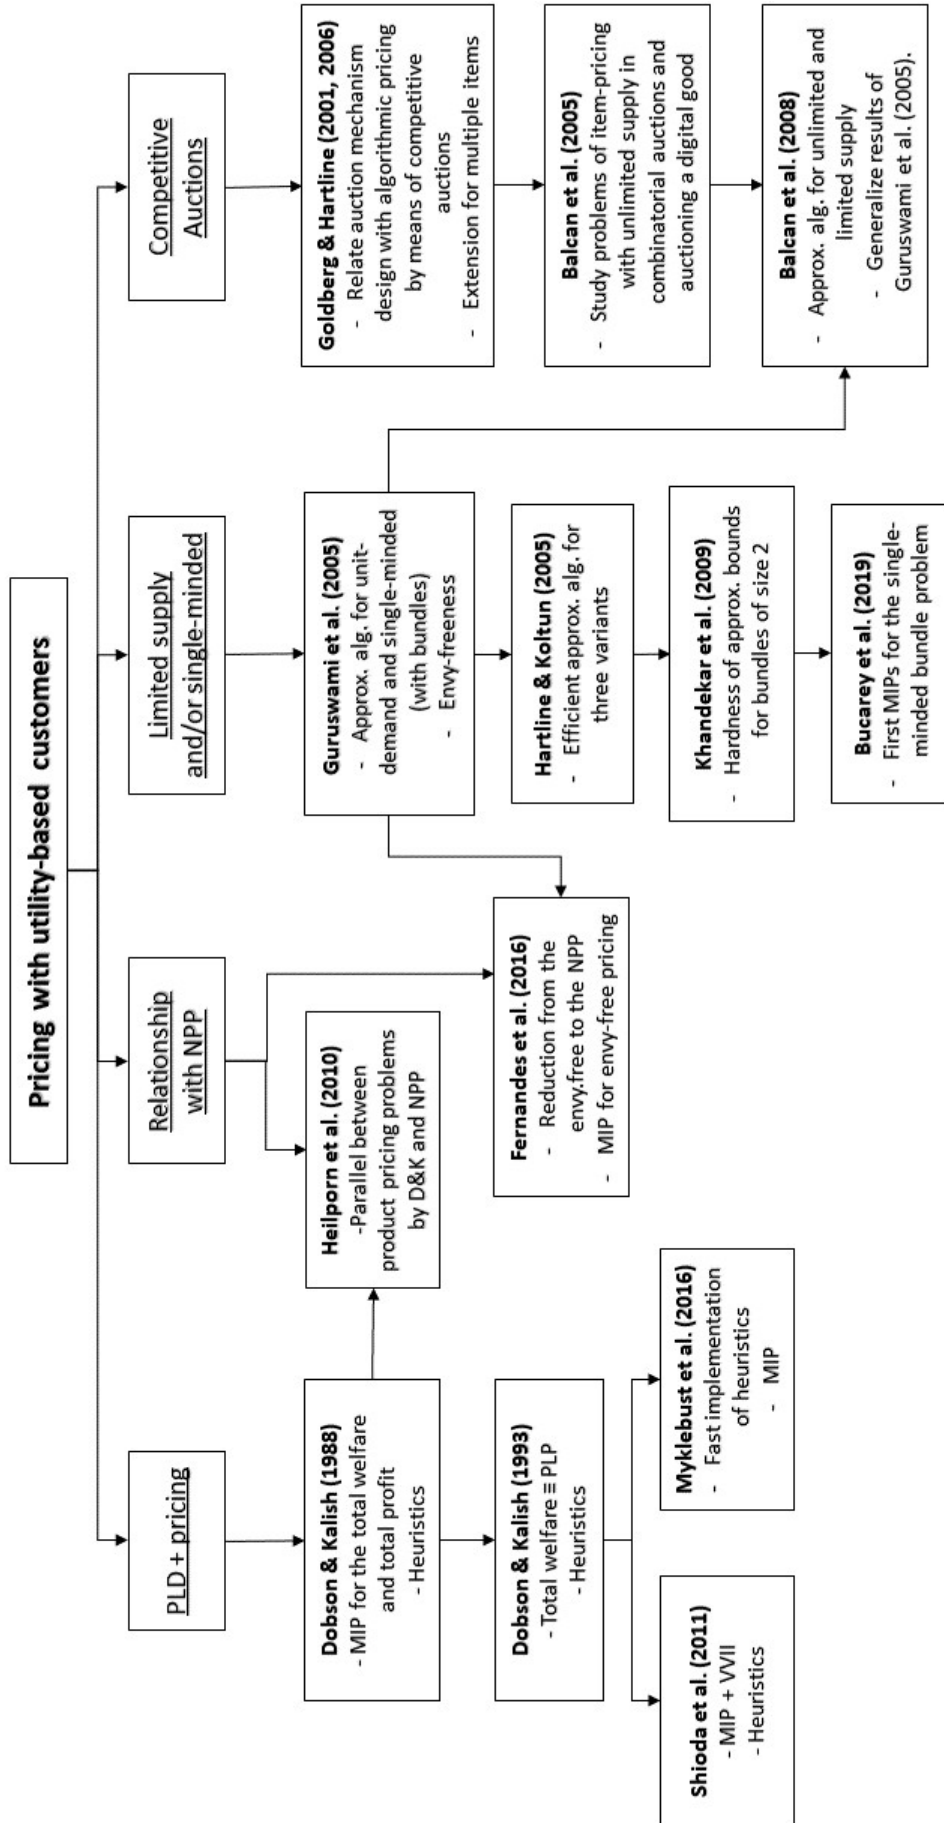 Pricing with utility-based customers
PLD + pricing
Dobson & Kalish (1988)
- MIP for the total welfare
and total profit
- Heuristics
Dobson & Kalish (1993)
- Total welfare ≡ PLP
- Heuristics
Shioda et al. (2011)
- MIP + VVII
- Heuristics
Myklebust et al. (2016)
- Fast implementation
of heuristics
- MIP
Relationship
with NPP
Heilporn et al. (2010)
-Parallel between
product pricing problems
by D&K and NPP
Fernandes et al. (2016)
- Reduction from the
envy.free to the NPP
- MIP for envy-free pricing
Limited supply
and/or single-minded
Guruswami et al. (2005)
- Approx. alg. for unit-
demand and single-minded
(with bundles)
- Envy-freeness
Hartline & Koltun (2005)
- Efficient approx. alg. for
three variants
Khandekar et al. (2009)
- Hardness of approx. bounds
for bundles of size 2
Bucarey et al. (2019)
- First MIPs for the single-
minded bundle problem
Competitive
Auctions
Goldberg & Hartline (2001, 2006)
- Relate auction mechanism
design with algorithmic pricing
by means of competitive
auctions
- Extension for multiple items
Balcan et al. (2005)
- Study problems of item-pricing
with unlimited supply in
combinatorial auctions and
auctioning a digital good
Balcan et al. (2008)
- Approx. alg. for unlimited and
limited supply
- Generalize results of
Guruswami et al. (2005).